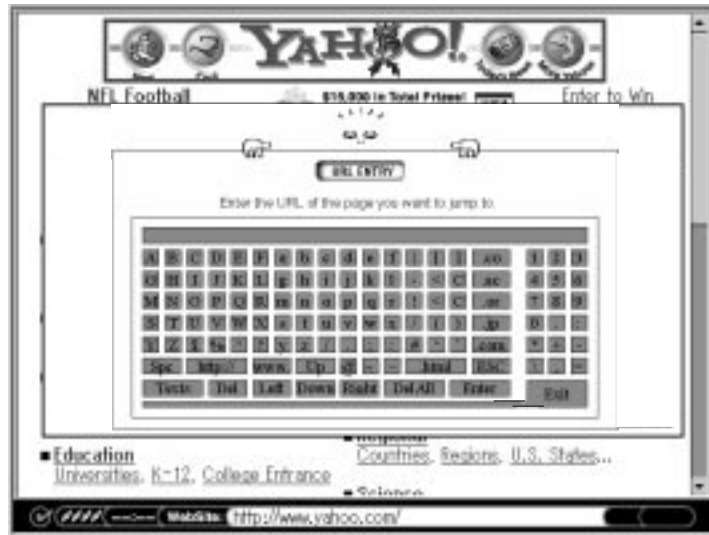 YAHOO!
NFL Football $15,000 in Total Prizes! Enter to Win
URL ENTRY
Enter the URL of the page you want to jump to.
A B C D E F a b c d e f [ ] .co 1 2 3
G H I J K L g h i j k l - < C .ac 4 5 6
M N O P Q R m n o p q r ! < C .or 7 8 9
S T U V W X s t u v w x / ( ) .jp 0 . :
Y Z $ % y z / .com
Spc http:// www. Up @ .html ESC
Texts Del Left Down Right Del All Enter Exit
Regional
■ Education Countries, Regions, U.S. States...
Universities, K-12, College Entrance
■ Science
WebSite http://www.yahoo.com/